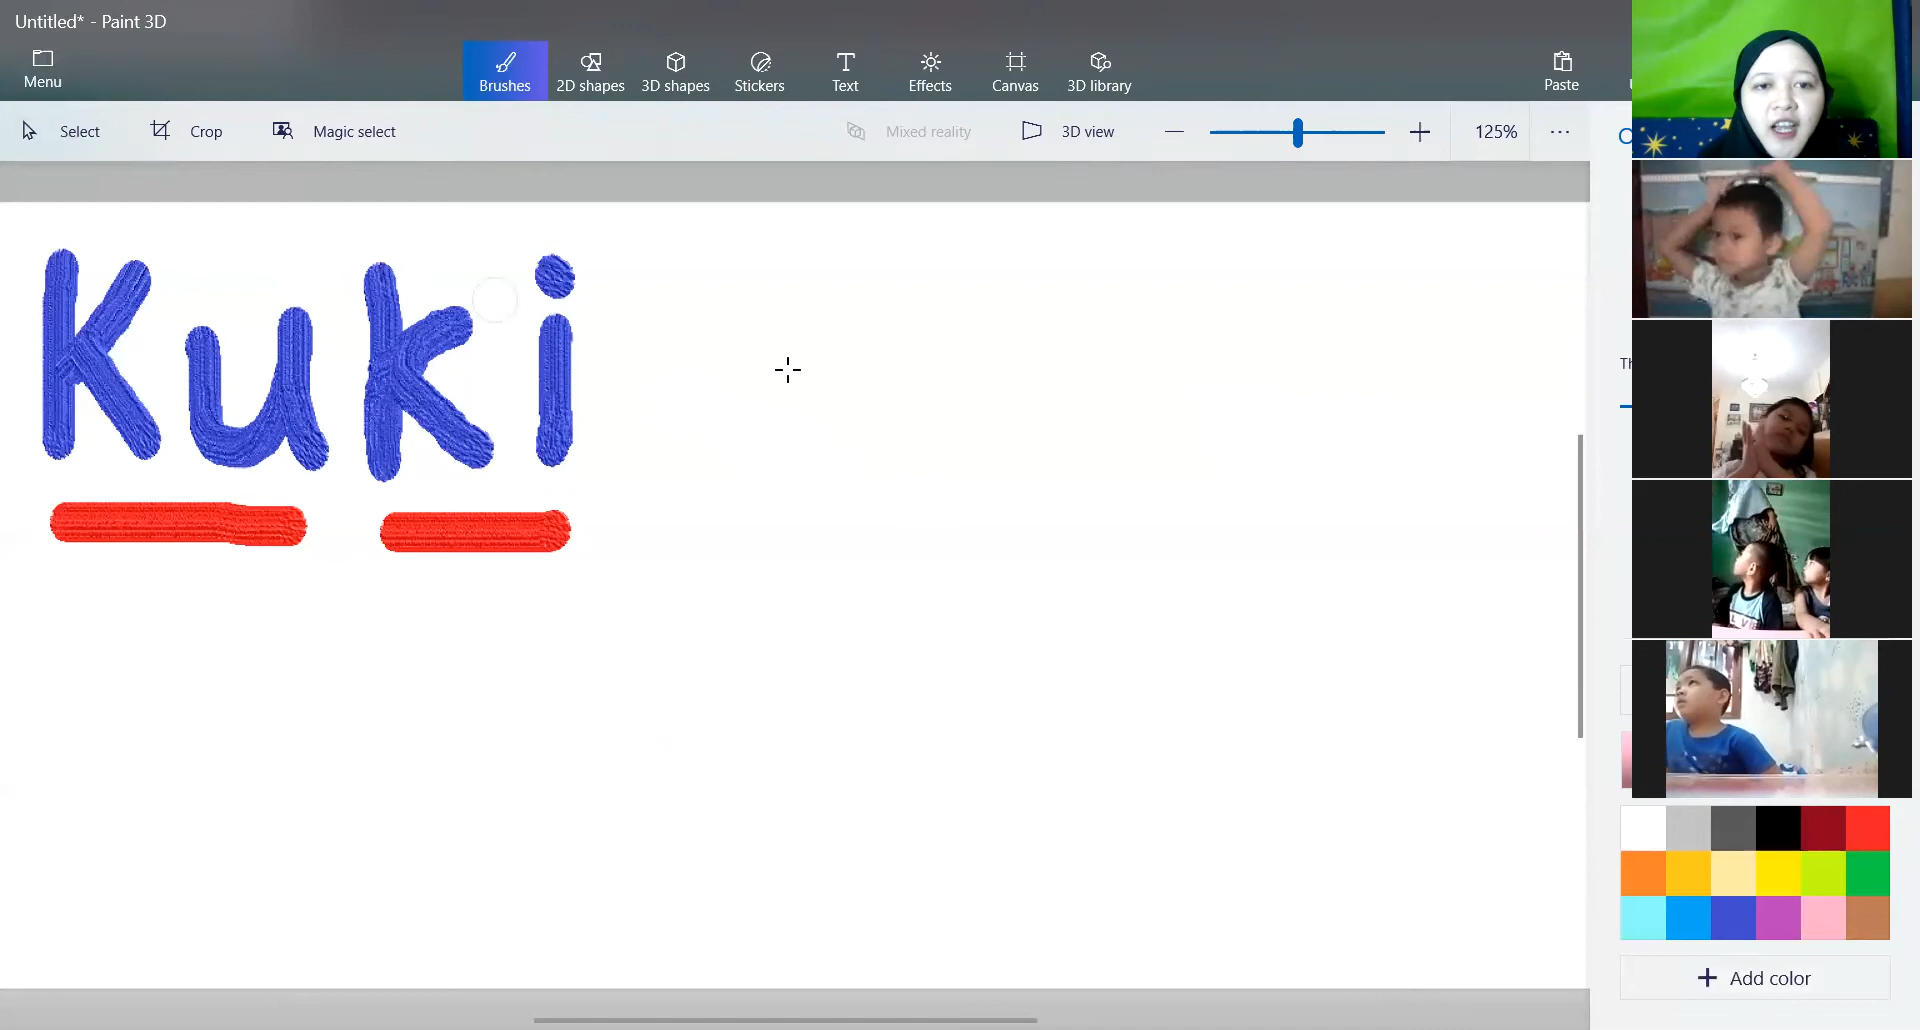 Untitled* - Paint 3D
Menu
Brushes
2D shapes
3D shapes
Stickers
Text
Effects
Canvas
3D library
Paste
Select
Crop
Magic select
Mixed reality
3D view
125%
Kuki
Add color